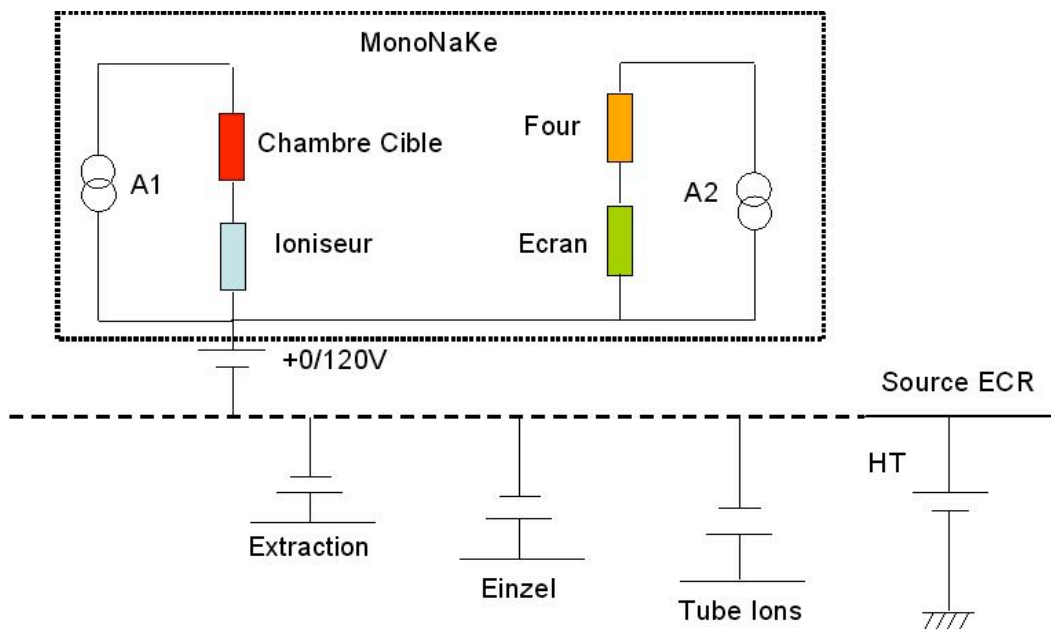 MonoNaKe
Four
Chambre Cible
A1
A2
Ioniseur
Ecran
+0/120V
Source ECR
HT
Extraction
Einzel
Tube Ions